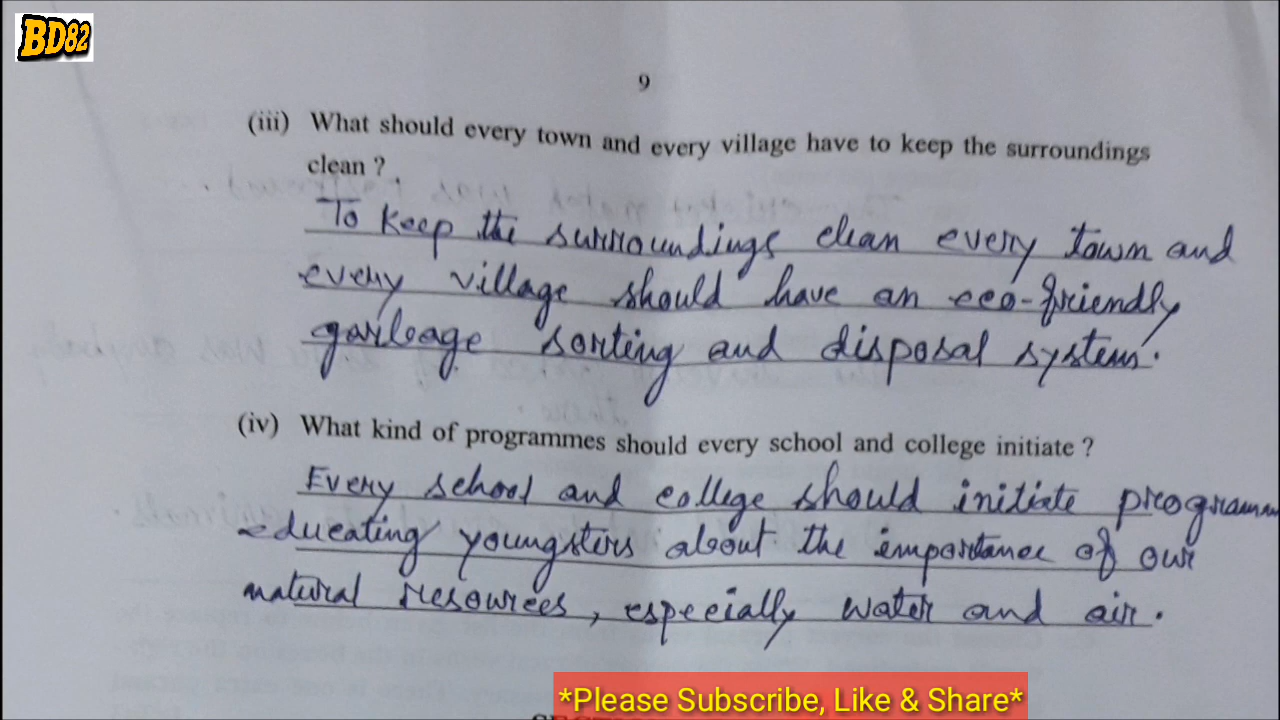 BD82
9
(iii) What should every town and every village have to keep the surroundings
clean ?
To keep the surroundings clean every town and
every village should have an eco-friendly
garbage sorting and disposal system.
(iv) What kind of programmes should every school and college initiate ?
Every school and college should initiate
educating youngsters about the importance of our
natural resources, especially water and air.
*Please Subscribe, Like & Share*